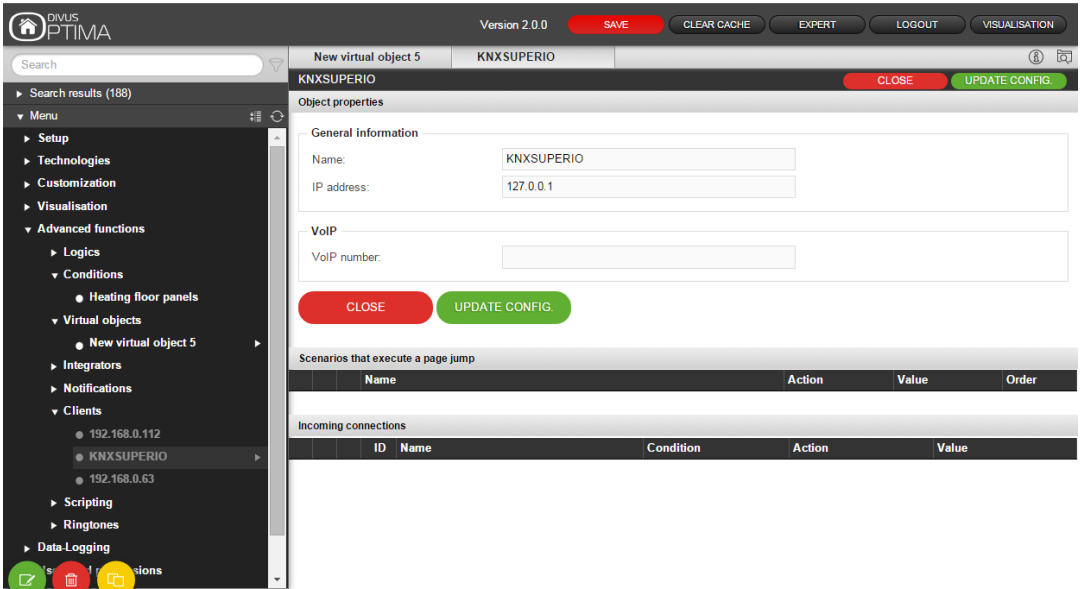 DIVUS
OPTIMA
Version 2.0.0
SAVE
CLEAR CACHE
EXPERT
LOGOUT
VISUALISATION
Search
Search results (188)
Menu
Setup
Technologies
Customization
Visualisation
Advanced functions
Logics
Conditions
Heating floor panels
Virtual objects
New virtual object 5
Integrators
Notifications
Clients
192.168.0.112
KNXSUPERIO
192.168.0.63
Scripting
Ringtones
Data-Logging
New virtual object 5 KNXSUPERIO
KNXSUPERIO
CLOSE
UPDATE CONFIG.
Object properties
General information
Name: KNXSUPERIO
IP address: 127.0.0.1
VoIP
VoIP number:
CLOSE
UPDATE CONFIG.
Scenarios that execute a page jump
Name Action Value Order
Incoming connections
ID Name Condition Action Value